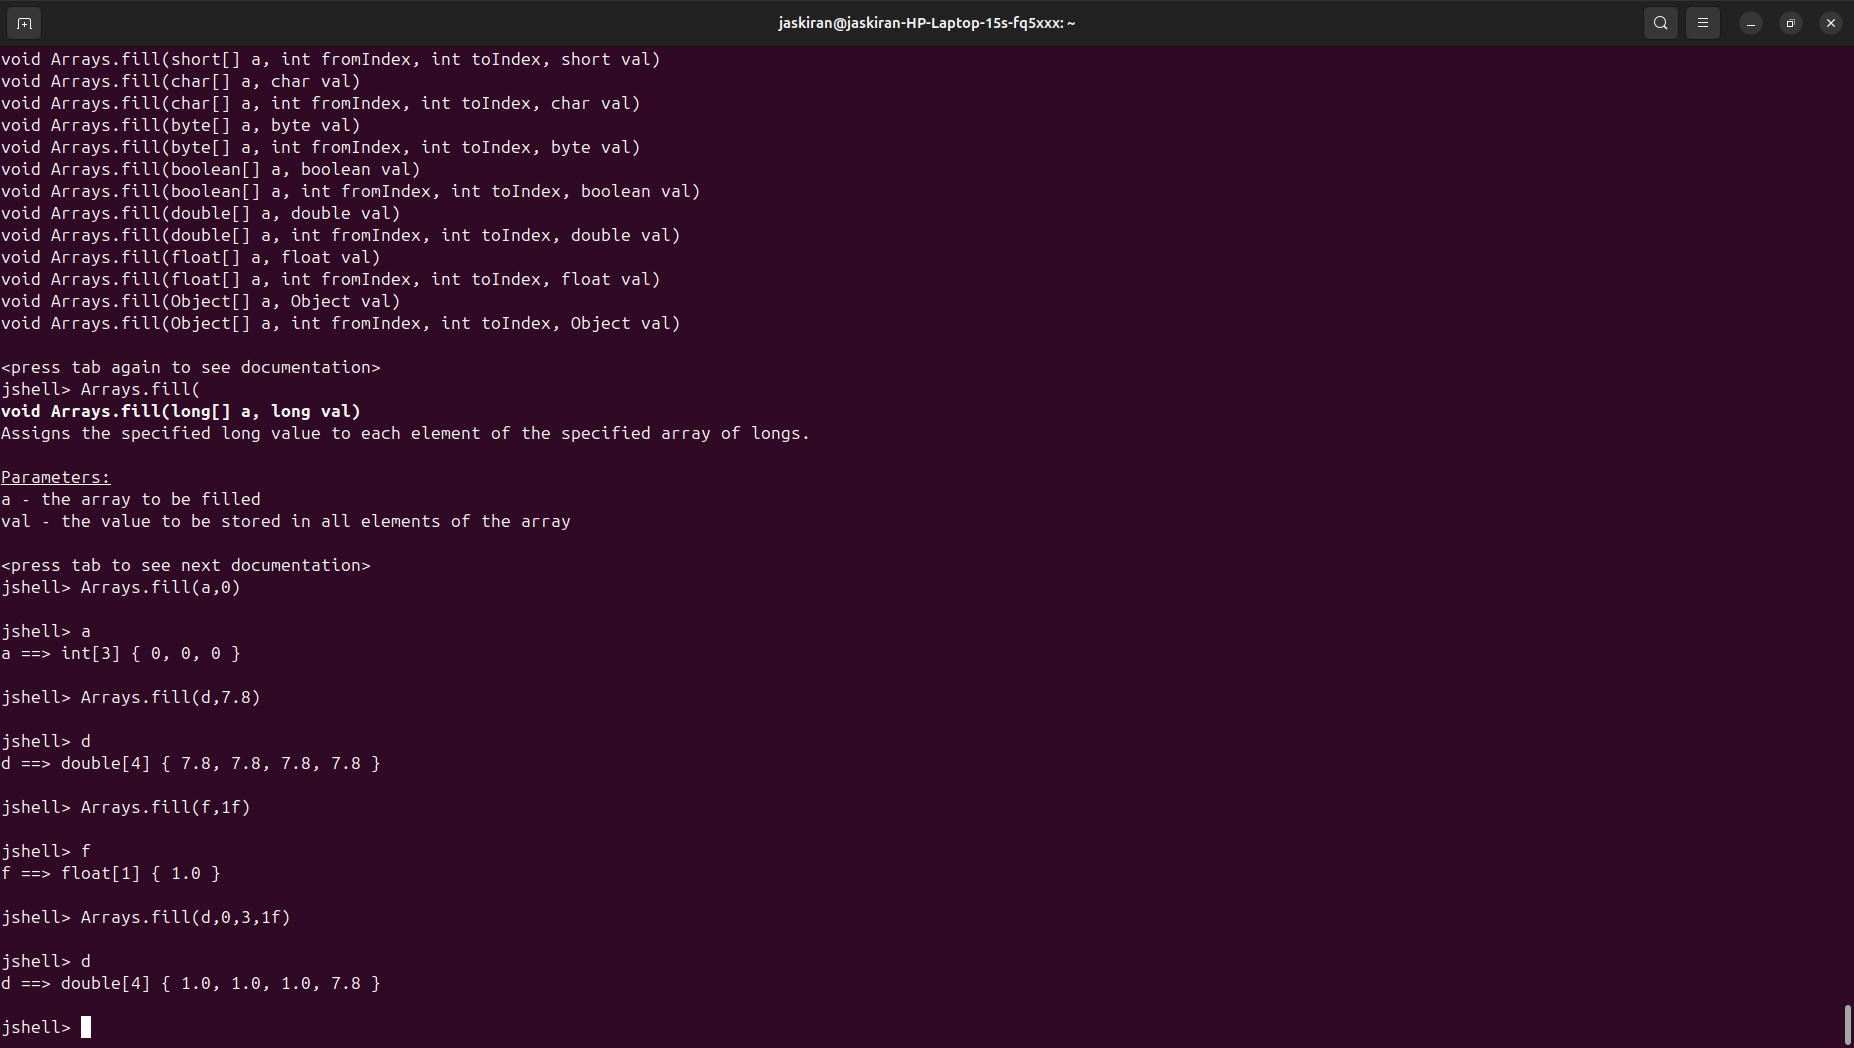 jaskiran@jaskiran-HP-Laptop-15s-fq5xxx: ~
void Arrays.fill(short[] a, int fromIndex, int toIndex, short val)
void Arrays.fill(char[] a, char val)
void Arrays.fill(char[] a, int fromIndex, int toIndex, char val)
void Arrays.fill(byte[] a, byte val)
void Arrays.fill(byte[] a, int fromIndex, int toIndex, byte val)
void Arrays.fill(boolean[] a, boolean val)
void Arrays.fill(boolean[] a, int fromIndex, int toIndex, boolean val)
void Arrays.fill(double[] a, double val)
void Arrays.fill(double[] a, int fromIndex, int toIndex, double val)
void Arrays.fill(float[] a, float val)
void Arrays.fill(float[] a, int fromIndex, int toIndex, float val)
void Arrays.fill(Object[] a, Object val)
void Arrays.fill(Object[] a, int fromIndex, int toIndex, Object val)
<press tab again to see documentation>
jshell> Arrays.fill(
void Arrays.fill(long[] a, long val)
Assigns the specified long value to each element of the specified array of longs.
Parameters:
a - the array to be filled
val - the value to be stored in all elements of the array
<press tab to see next documentation>
jshell> Arrays.fill(a,0)
jshell> a
a ==> int[3] { 0, 0, 0 }
jshell> Arrays.fill(d,7.8)
jshell> d
d ==> double[4] { 7.8, 7.8, 7.8, 7.8 }
jshell> Arrays.fill(f,1f)
jshell> f
f ==> float[1] { 1.0 }
jshell> Arrays.fill(d,0,3,1f)
jshell> d
d ==> double[4] { 1.0, 1.0, 1.0, 7.8 }
jshell>